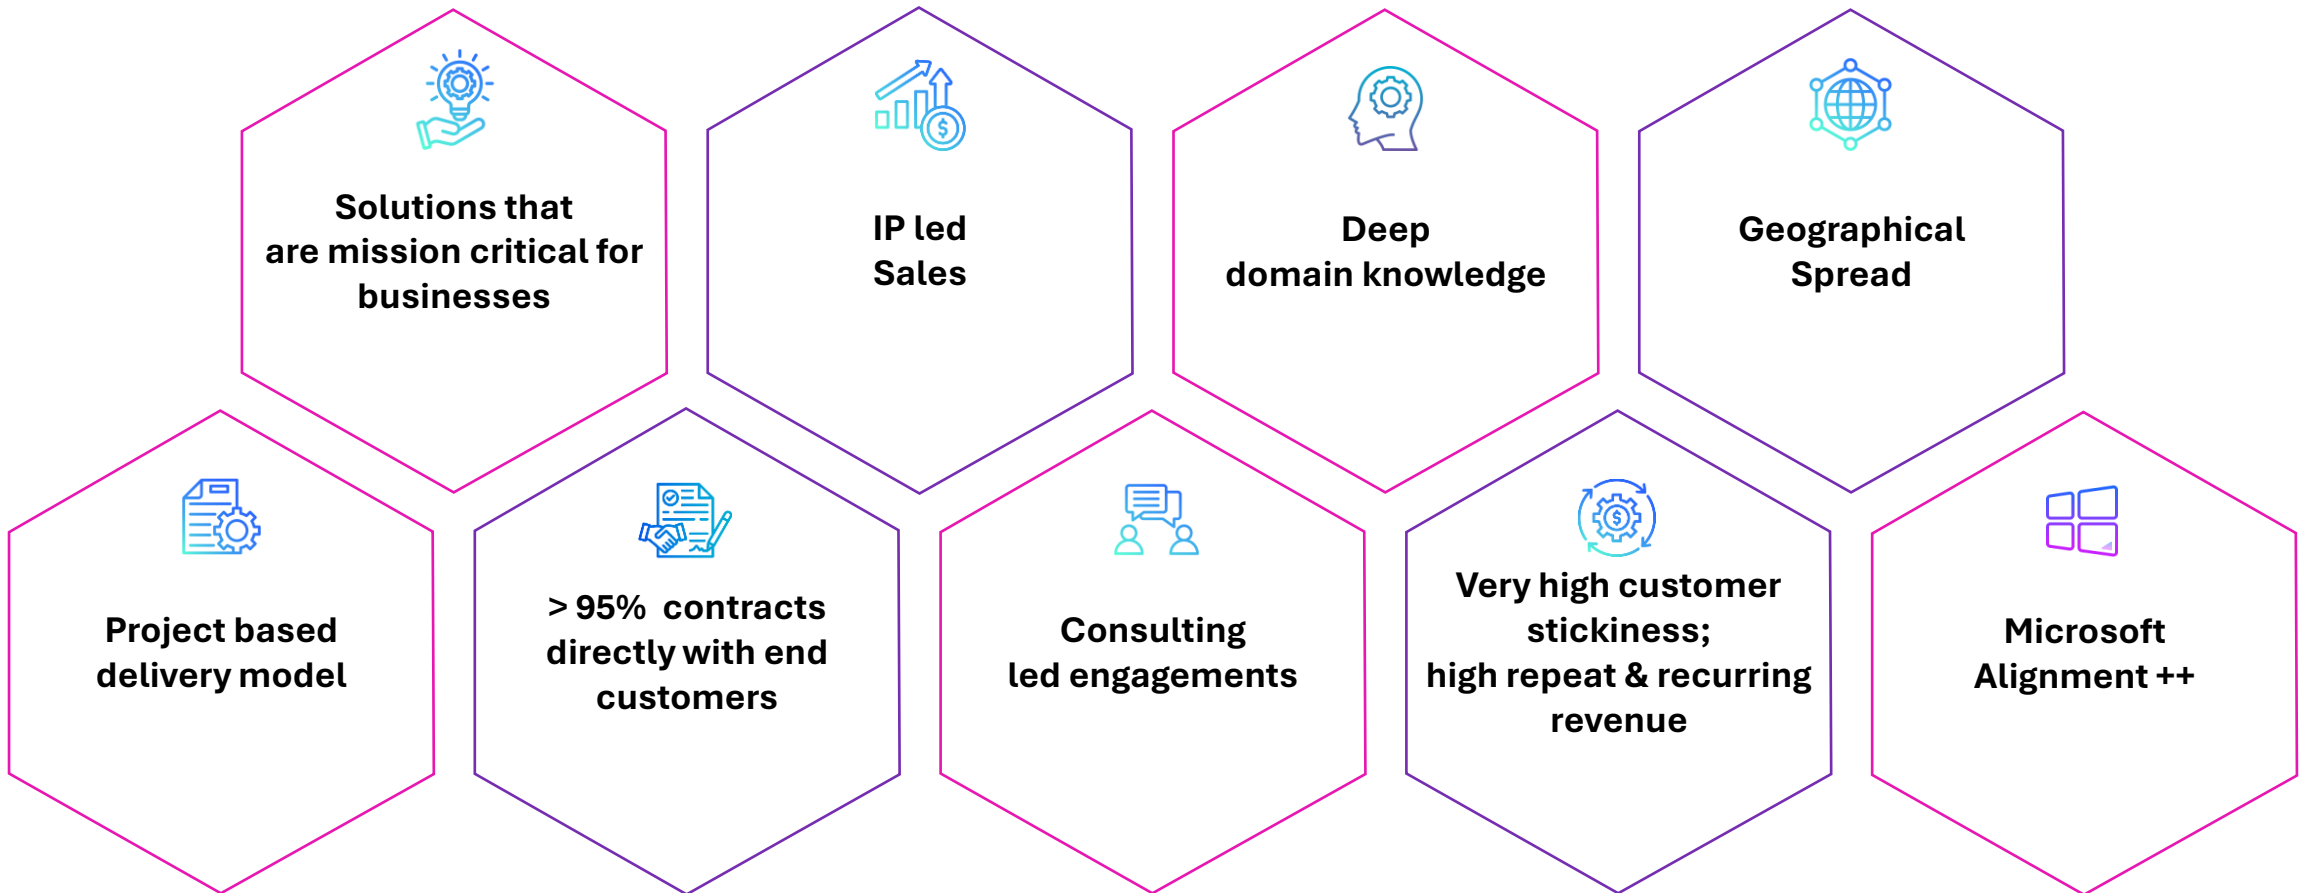 Solutions that
are mission critical for
businesses
IP led
Sales
Deep
domain knowledge
Geographical
Spread
Project based
delivery model
> 95%  contracts
directly with end
customers
Consulting
led engagements
Very high customer
stickiness;
high repeat & recurring
revenue
Microsoft
Alignment ++